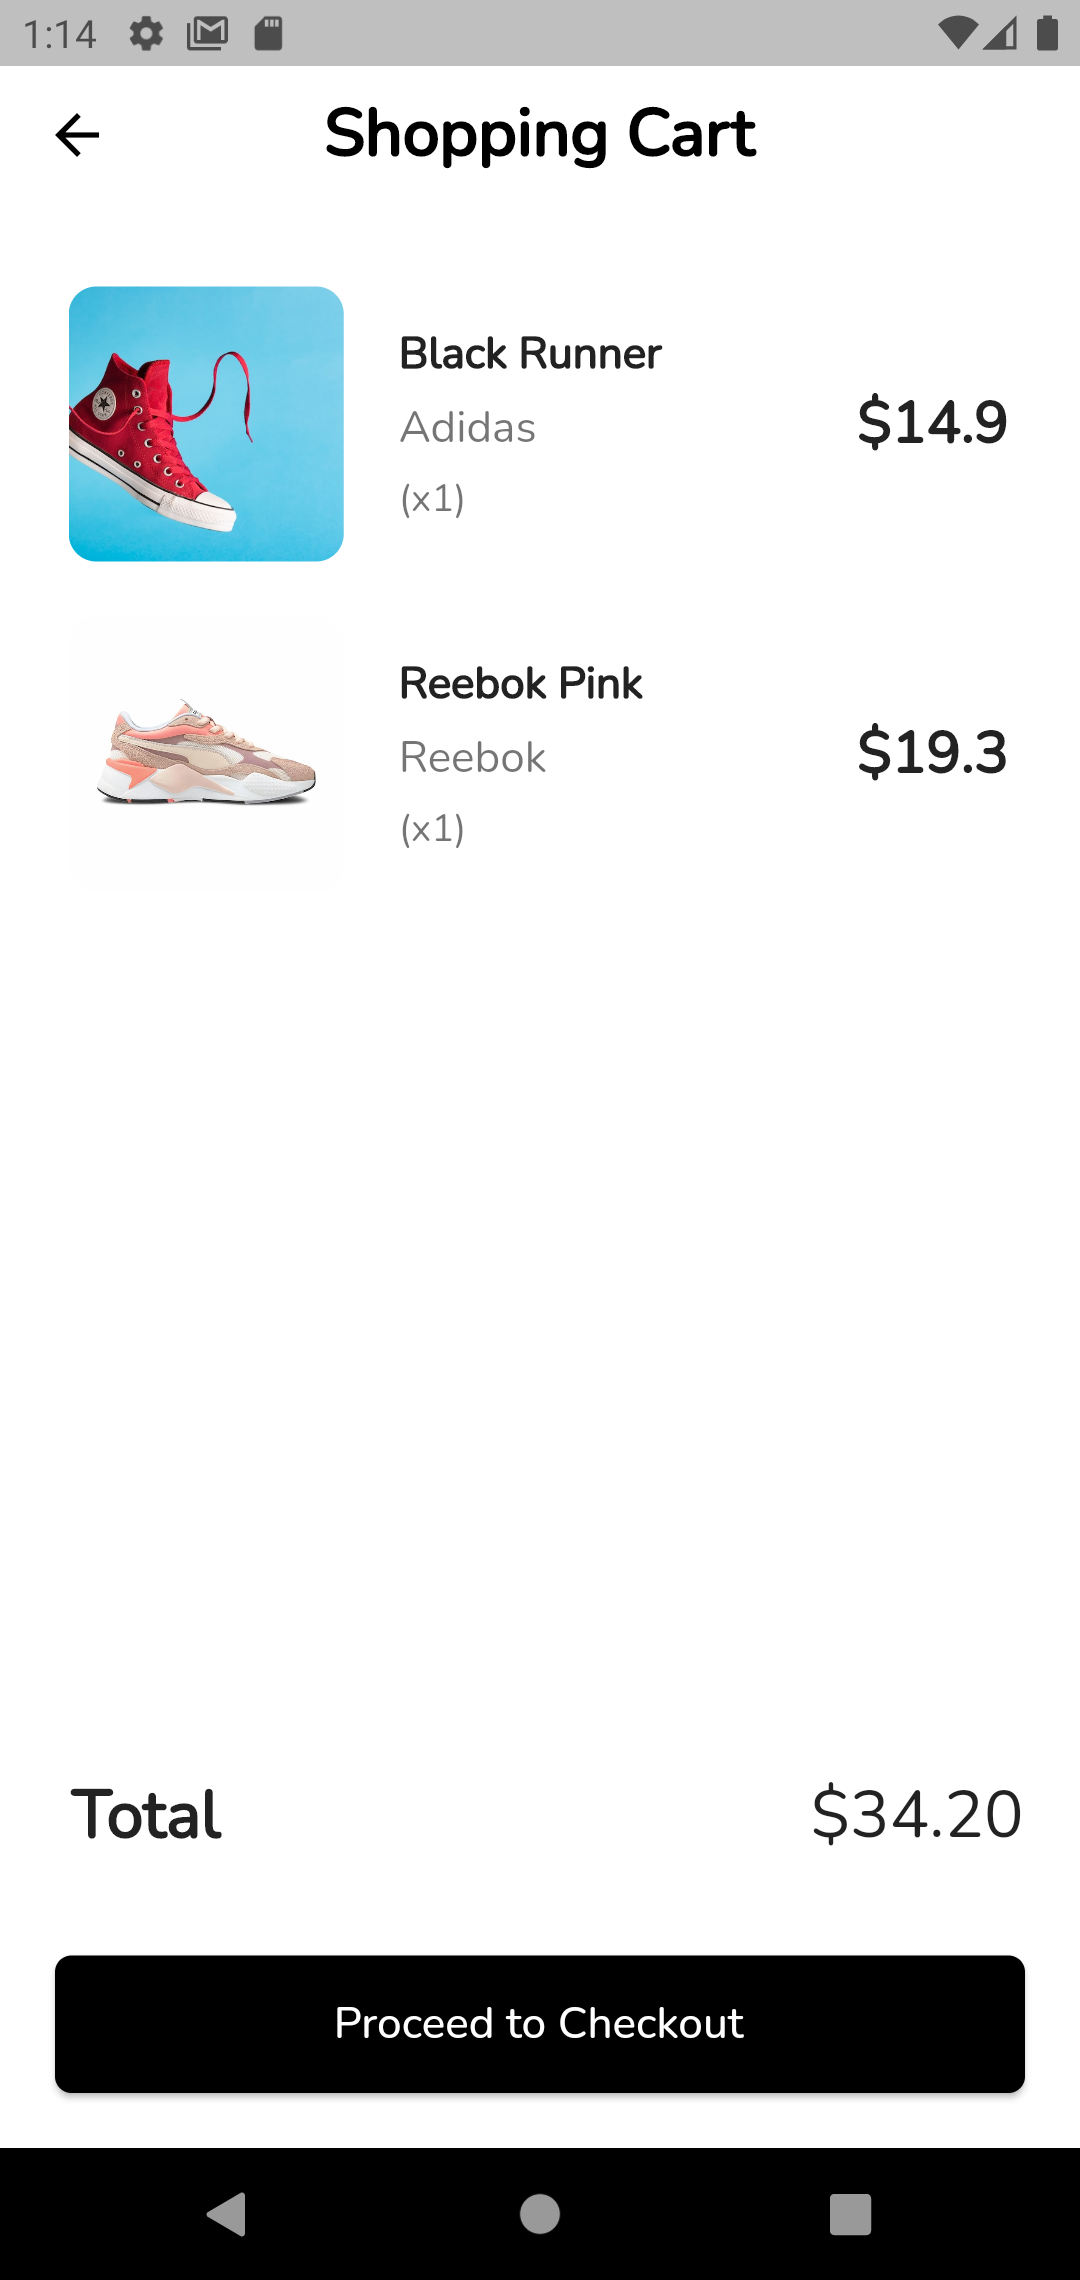 1:14
Shopping Cart
Black Runner
Adidas
$14.9
(x1)
Reebok Pink
Reebok
$19.3
(x1)
Total
$34.20
Proceed to Checkout